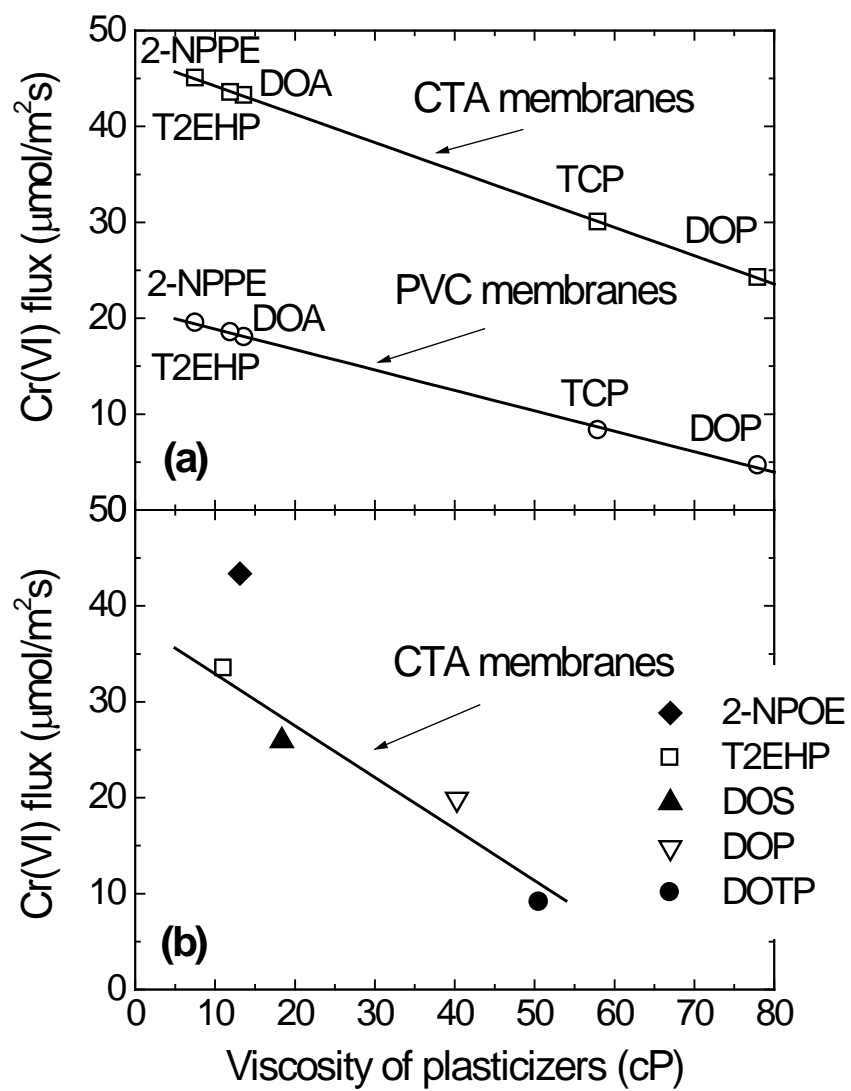 50
2-NPPE
DOA
CTA membranes
40
T2EHP
TCP
30
DOP
2-NPPE
PVC membranes
20
DOA
T2EHP
TCP
10
DOP
(a)
Cr(VI) flux (μmol/m²s)
50
0
40
CTA membranes
30
2-NPOE
T2EHP
20
DOS
DOP
10
DOTP
(b)
0
Cr(VI) flux (μmol/m²s)
0 10 20 30 40 50 60 70 80
Viscosity of plasticizers (cP)